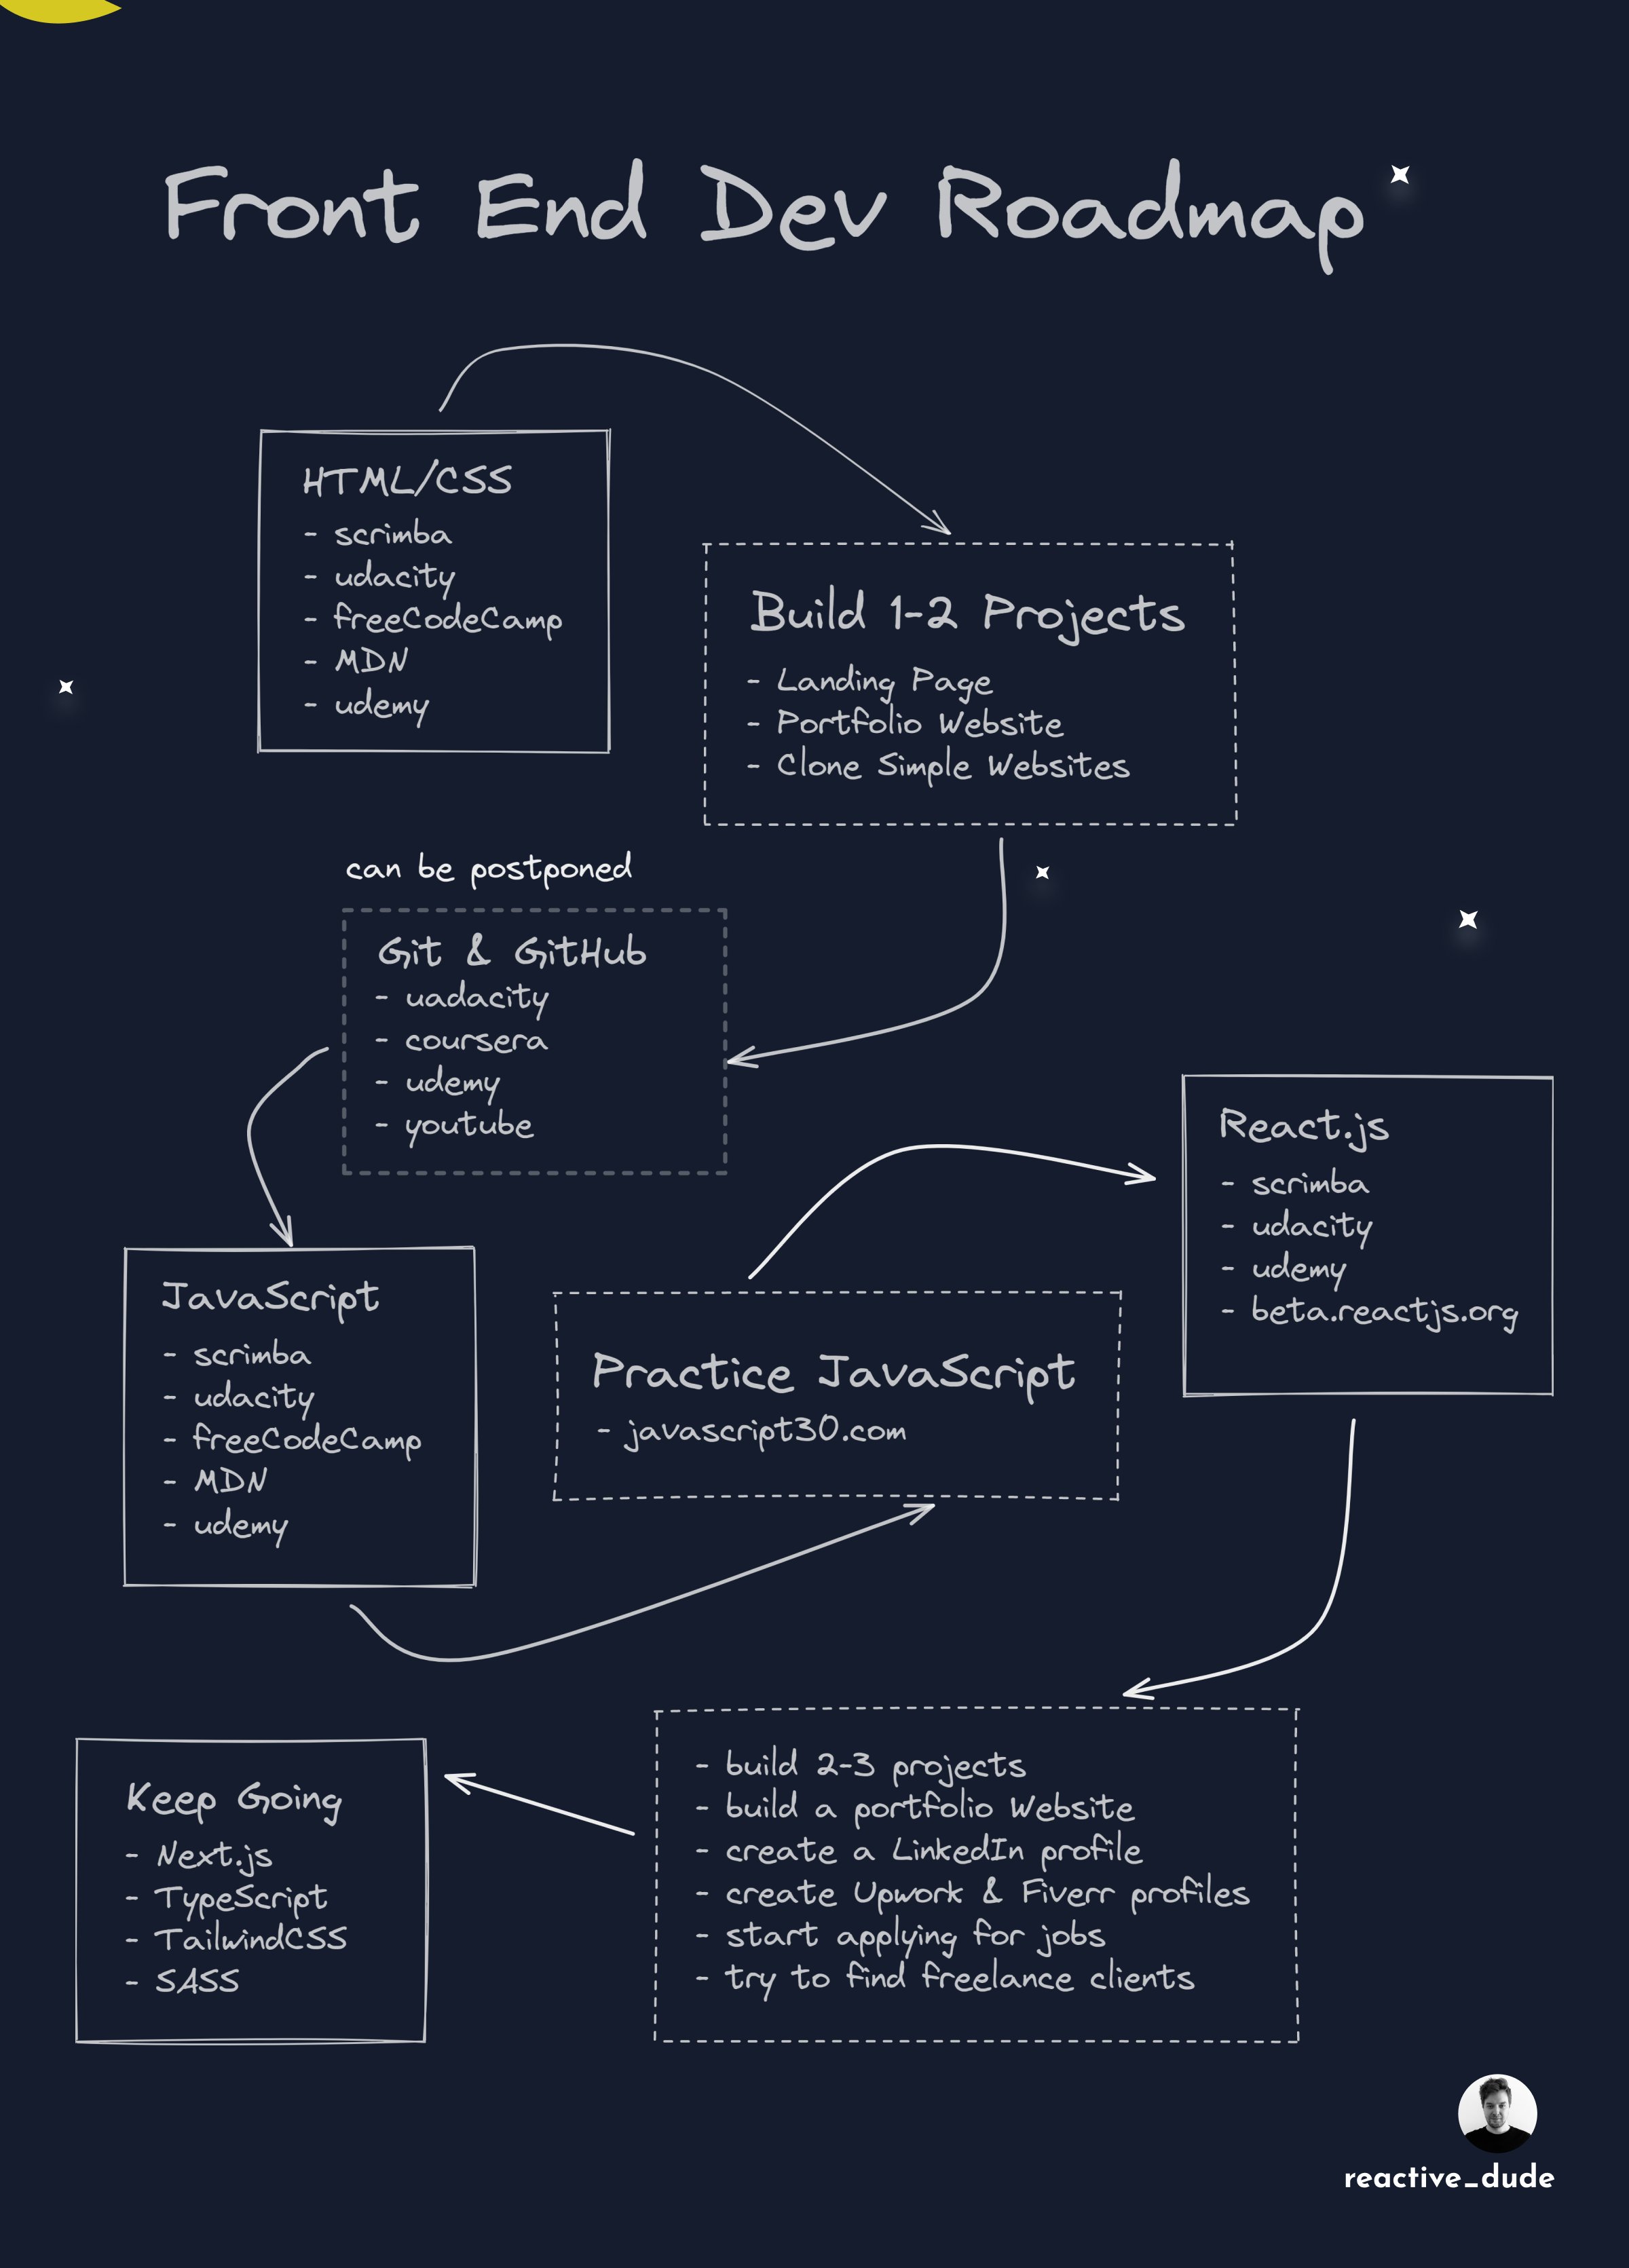 Front End Dev Roadmap
HTML/CSS
- scrimba
- udacity
- freeCodeCamp
- MDN
- udemy
Build 1-2 Projects
- Landing Page
- Portfolio Website
- Clone Simple Websites
can be postponed
Git & GitHub
- uadacity
- coursera
- udemy
- youtube
JavaScript
- scrimba
- udacity
- freeCodeCamp
- MDN
- udemy
Practice JavaScript
- javascript30.com
React.js
- scrimba
- udacity
- udemy
- beta.reactjs.org
- build 2-3 projects
- build a portfolio Website
- create a LinkedIn profile
- create Upwork & Fiverr profiles
- start applying for jobs
- try to find freelance clients
Keep Going
- Next.js
- TypeScript
- TailwindCSS
- SASS
reactive_dude